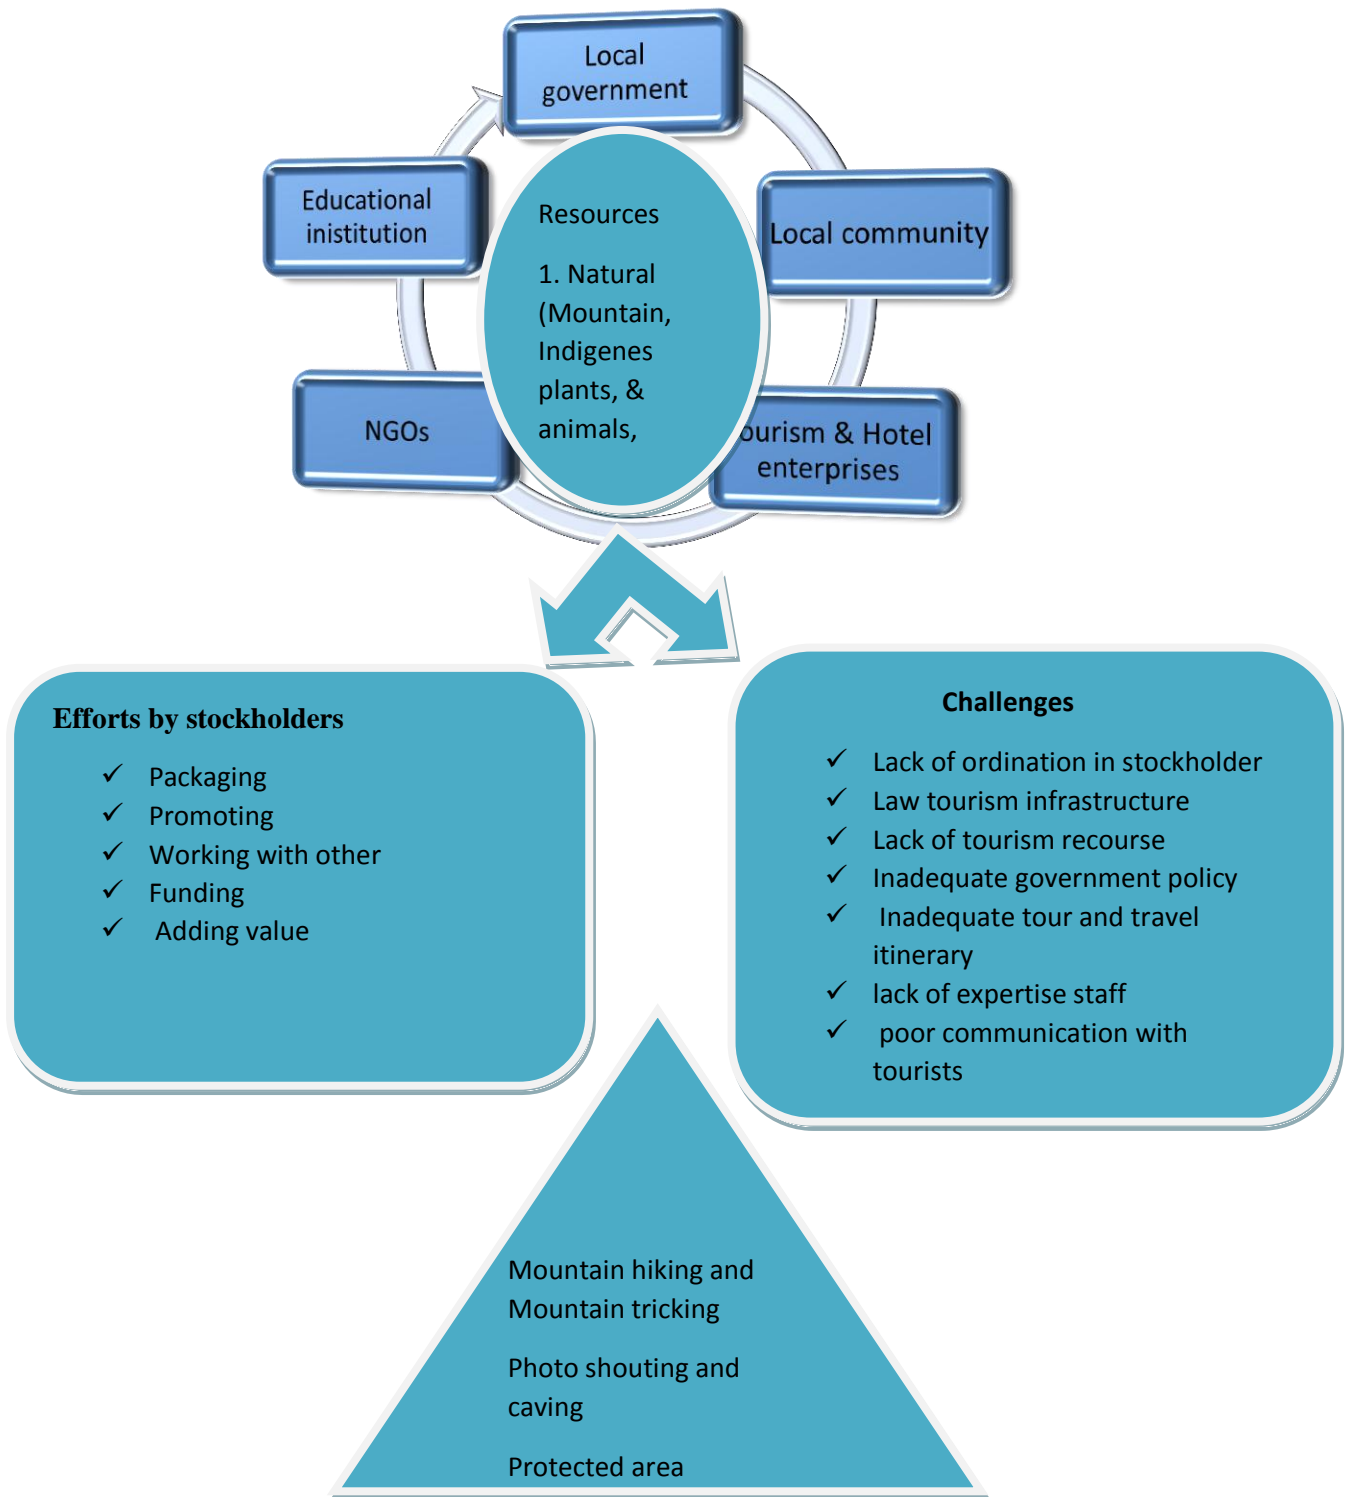 Local
government
Educational
inistitution
Local community
NGOs
ourism & Hotel
enterprises
Resources
1. Natural
(Mountain,
Indigenes
plants, &
animals,
Efforts by stockholders
✓ Packaging
✓ Promoting
✓ Working with other
✓ Funding
✓ Adding value
Challenges
✓ Lack of ordination in stockholder
✓ Law tourism infrastructure
✓ Lack of tourism recourse
✓ Inadequate government policy
✓ Inadequate tour and travel
itinerary
✓ lack of expertise staff
✓ poor communication with
tourists
Mountain hiking and
Mountain tricking
Photo shouting and
caving
Protected area